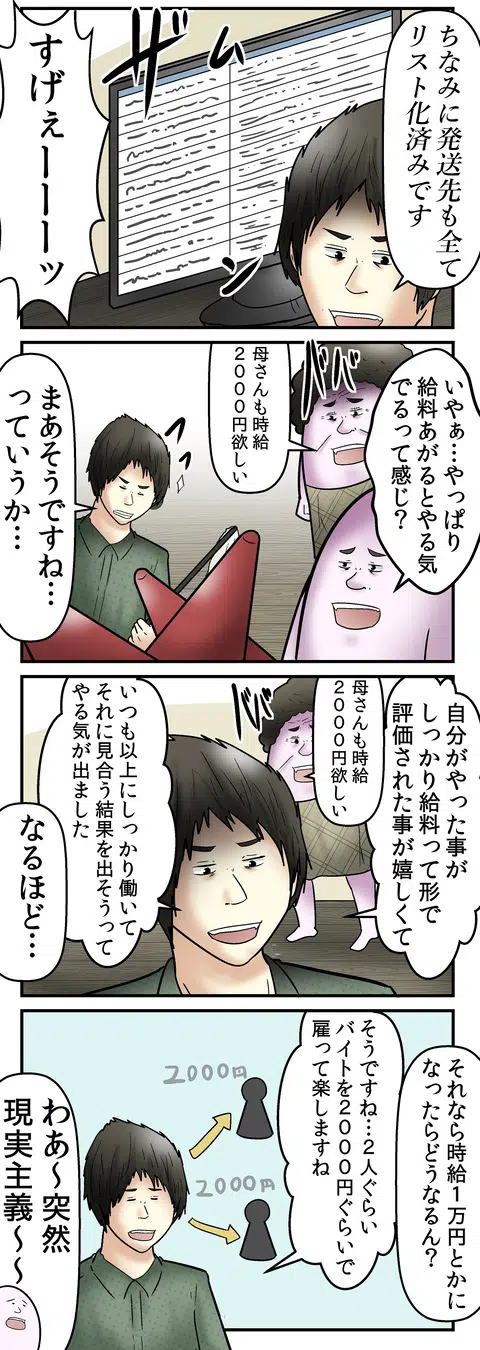 ちなみに発送先も全て
リスト化済みです
ズ
ム
ン
すげぇーーーッ
いやぁ…やっぱり
給料あがるとやる気
でるって感じ？
バババ
母さんも時給
2000円欲しい
まあそうですね…
っていうか…
自分がやった事が
しっかり給料って形で
評価された事が嬉しくて
母さんも時給
2000円欲しい
バババ
いつも以上にしっかり働いて
それに見合う結果を出そうって
やる気が出ました
なるほど…
それなら時給1万円とかに
なったらどうなるん？
そうですね…2人ぐらい
バイトを2000円ぐらいで
雇って楽しますね
2000円
2000円
わあ～突然
現実主義～～